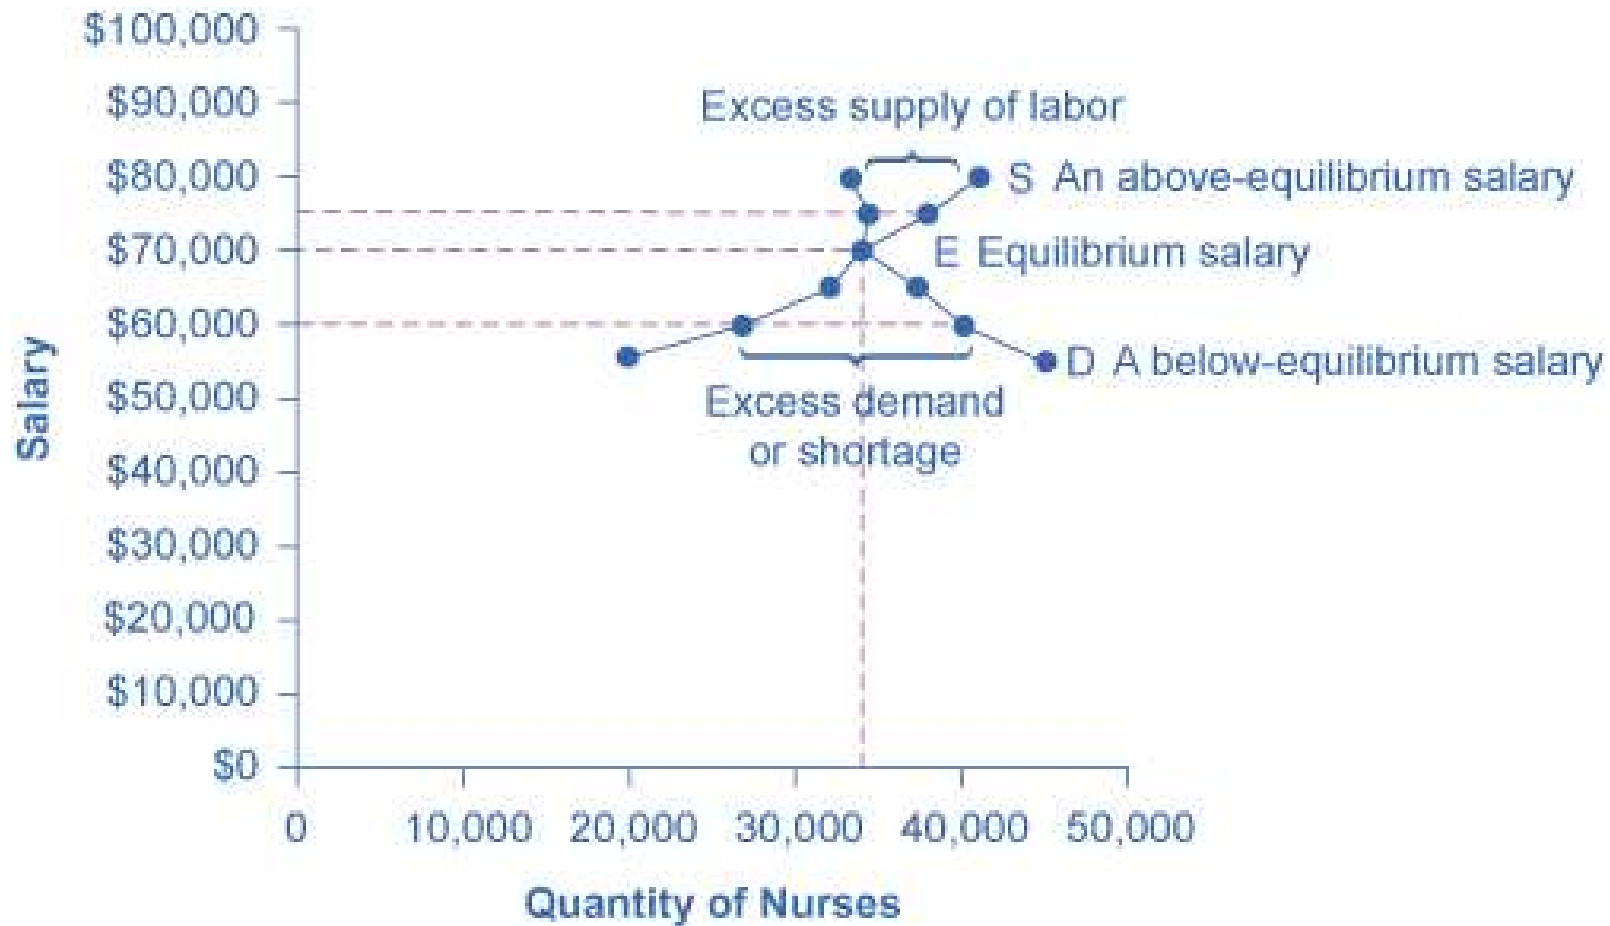 $100,000
$90,000
Excess supply of labor
$80,000
S An above-equilibrium salary
$70,000
E Equilibrium salary
$60,000
D A below-equilibrium salary
$50,000
Excess demand
or shortage
$40,000
$30,000
$20,000
$10,000
$0
Salary
0 10,000 20,000 30,000 40,000 50,000
Quantity of Nurses